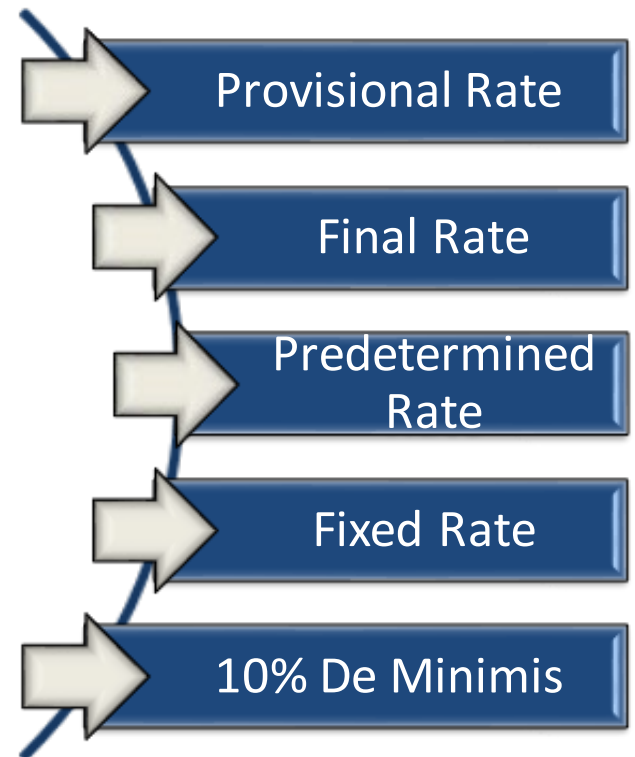 Provisional Rate
Final Rate
Predetermined
Rate
Fixed Rate
10% De Minimis